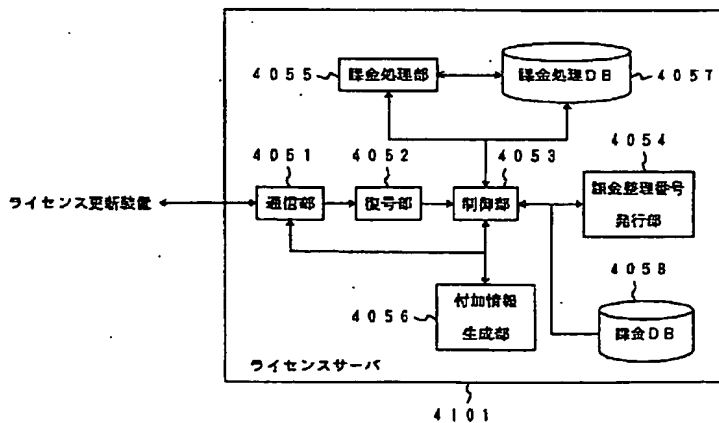 4055
課金処理部
課金処理DB
4057
4051
4052
4053
4054
ライセンス更新装置
通信部
復号部
制御部
課金整理番号
発行部
4056
付加情報
生成部
4058
課金DB
ライセンスサーバ
4101